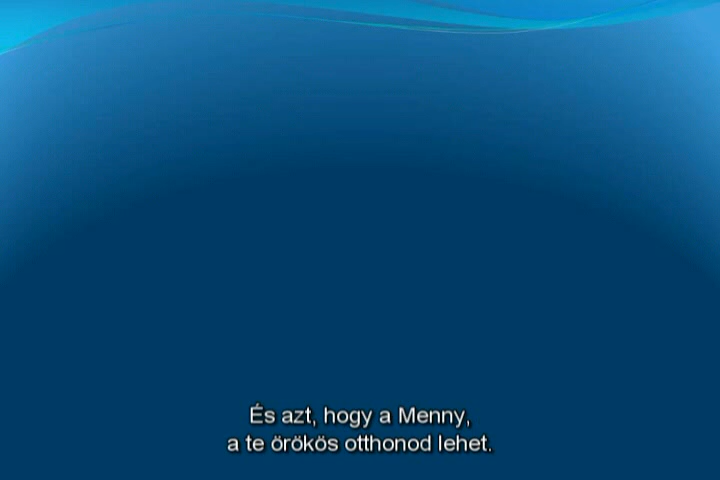 És azt, hogy a Menny,
a te örökös otthonod lehet.